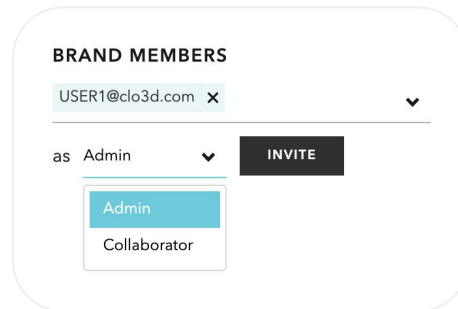 BRAND MEMBERS
USER1@clo3d.com
as Admin INVITE
Admin
Collaborator